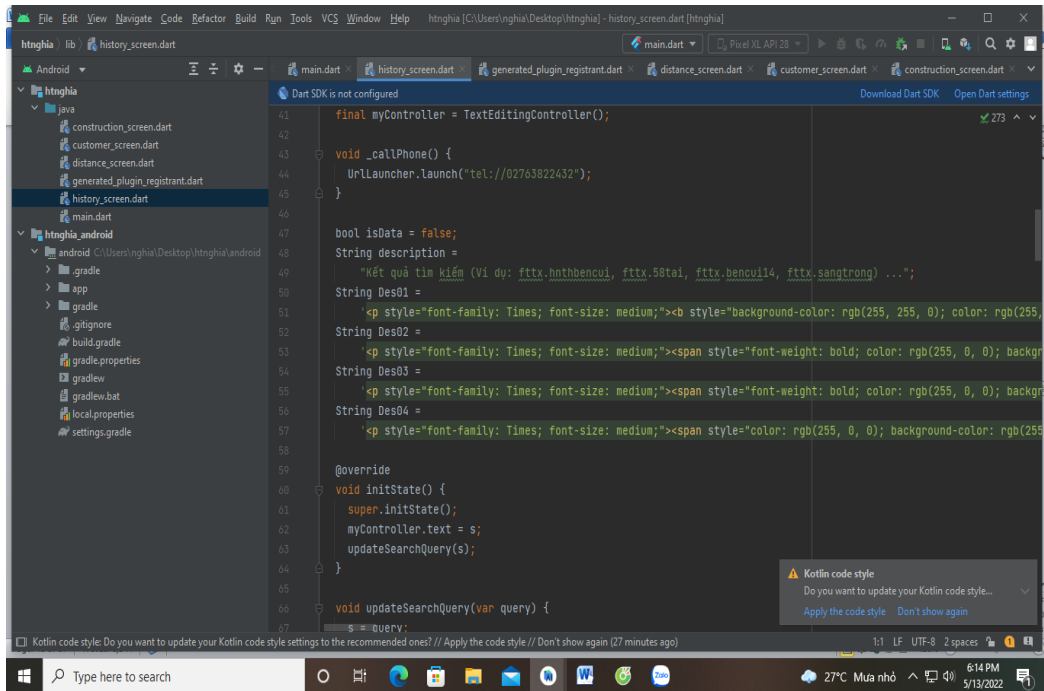 File Edit View Navigate Code Refactor Build Run Tools VCS Window Help htnghia [C:\Users\nghia\Desktop\htnghia] - history_screen.dart [htnghia]
htnghia lib history_screen.dart main.dart Pixel XL API 28
Android main.dart history_screen.dart generated_plugin_registrant.dart distance_screen.dart customer_screen.dart construction_screen.dart
Dart SDK is not configured Download Dart SDK Open Dart settings
htnghia
java
construction_screen.dart
customer_screen.dart
distance_screen.dart
generated_plugin_registrant.dart
history_screen.dart
main.dart
htnghia_android
android C:\Users\nghia\Desktop\htnghia\android
.gradle
app
gradle
.gitignore
build.gradle
gradle.properties
gradlew
gradlew.bat
local.properties
settings.gradle
273
41 final myController = TextEditingController();
42
43 void _callPhone() {
44 UrlLauncher.launch("tel://02763822432");
45 }
46
47 bool isData = false;
48 String description =
49 "Kết quả tìm kiếm (Ví dụ: fttx.hnthbencui, fttx.58tai, fttx.bencui14, fttx.sangtrong) ...";
50 String Des01 =
51 '<p style="font-family: Times; font-size: medium;"><b style="background-color: rgb(255, 255, 0); color: rgb(255,
52 String Des02 =
53 '<p style="font-family: Times; font-size: medium;"><span style="font-weight: bold; color: rgb(255, 0, 0); backgr
54 String Des03 =
55 '<p style="font-family: Times; font-size: medium;"><span style="font-weight: bold; color: rgb(255, 0, 0); backgr
56 String Des04 =
57 '<p style="font-family: Times; font-size: medium;"><span style="color: rgb(255, 0, 0); background-color: rgb(255
58
59 @override
60 void initState() {
61 super.initState();
62 myController.text = s;
63 updateSearchQuery(s);
64 }
65
66 void updateSearchQuery(var query) {
67 s = query;
Kotlin code style
Do you want to update your Kotlin code style...
Apply the code style Don't show again
Kotlin code style: Do you want to update your Kotlin code style settings to the recommended ones? // Apply the code style // Don't show again (27 minutes ago) 1:1 LF UTF-8 2 spaces
Type here to search Zalo 27°C Mưa nhỏ 6:14 PM
5/13/2022